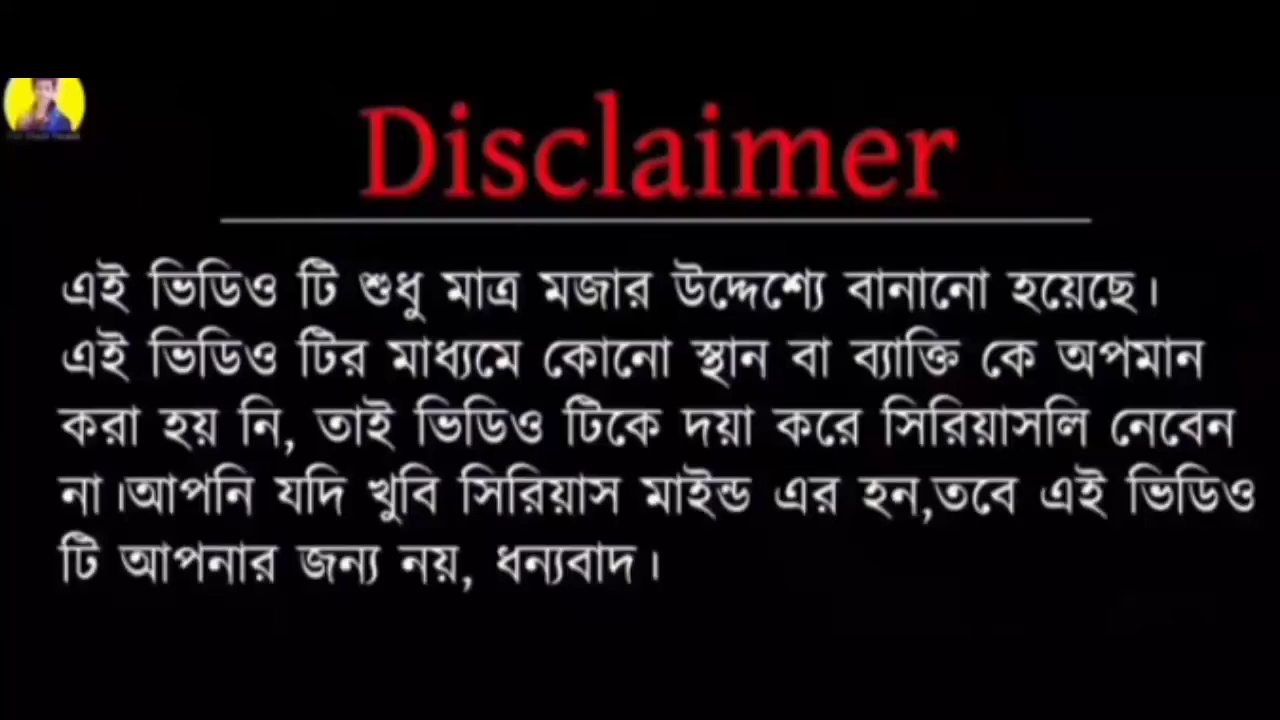 Disclaimer
এই ভিডিও টি শুধু মাত্র মজার উদ্দেশ্যে বানানো হয়েছে।
এই ভিডিও টির মাধ্যমে কোনো স্থান বা ব্যাক্তি কে অপমান
করা হয় নি, তাই ভিডিও টিকে দয়া করে সিরিয়াসলি নেবেন
না।আপনি যদি খুবি সিরিয়াস মাইন্ড এর হন,তবে এই ভিডিও
টি আপনার জন্য নয়, ধন্যবাদ।